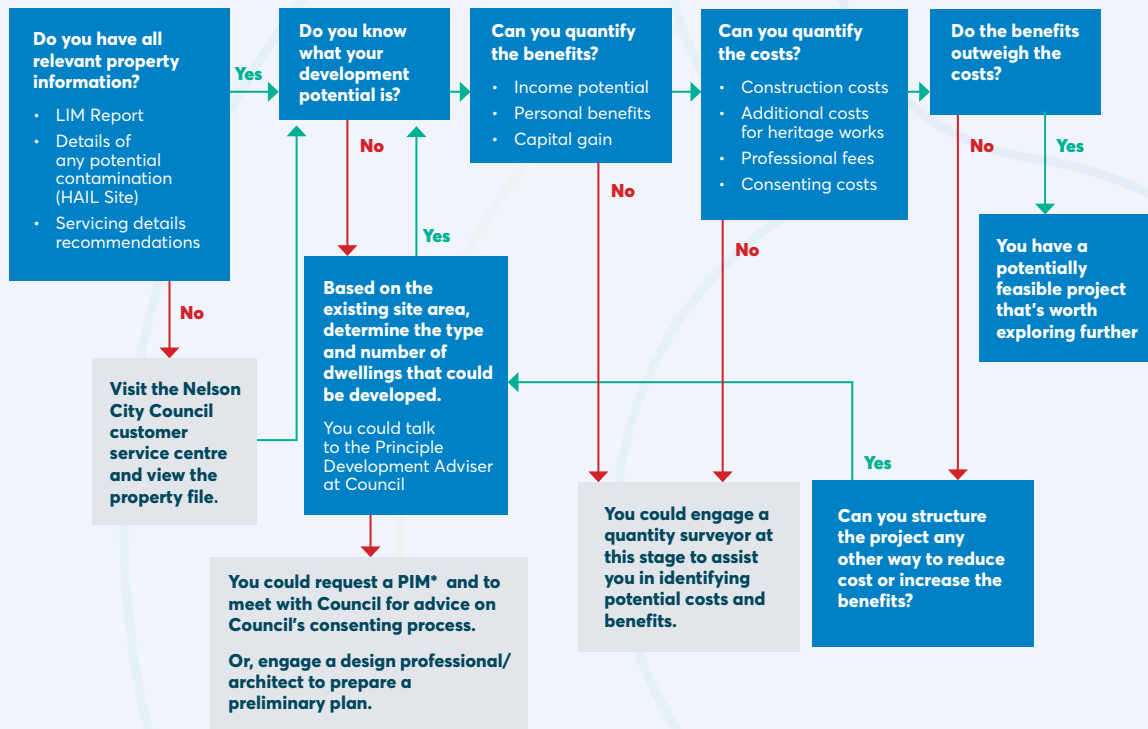 Do you have all
relevant property
information?
• LIM Report
• Details of
any potential
contamination
(HAIL Site)
• Servicing details
recommendations
Yes
No
Visit the Nelson
City Council
customer
service centre
and view the
property file.
Do you know
what your
development
potential is?
No
Yes
Based on the
existing site area,
determine the type
and number of
dwellings that could
be developed.
You could talk
to the Principle
Development Adviser
at Council
You could request a PIM* and to
meet with Council for advice on
Council's consenting process.
Or, engage a design professional/
architect to prepare a
preliminary plan.
Can you quantify
the benefits?
• Income potential
• Personal benefits
• Capital gain
No
Can you quantify
the costs?
• Construction costs
• Additional costs
for heritage works
• Professional fees
• Consenting costs
No
You could engage a
quantity surveyor at
this stage to assist
you in identifying
potential costs and
benefits.
Do the benefits
outweigh the
costs?
No
Yes
You have a
potentially
feasible project
that's worth
exploring further
Yes
Can you structure
the project any
other way to reduce
cost or increase the
benefits?